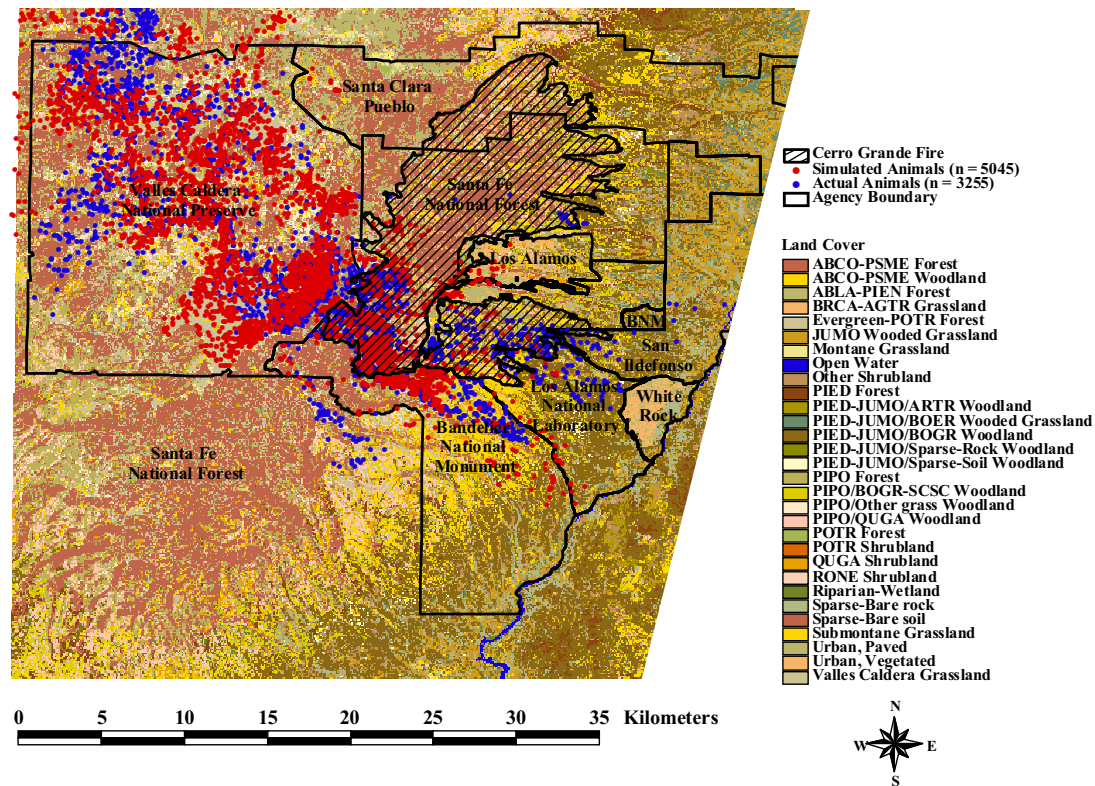 Santa Clara
Pueblo
Valles Caldera
National Preserve
Santa Fe
National Forest
Los Alamos
BNM
San
Ildefonso
Los Alamos
National
Laboratory
White
Rock
Bandelier
National
Monument
Santa Fe
National Forest
Cerro Grande Fire
Simulated Animals (n = 5045)
Actual Animals (n = 3255)
Agency Boundary
Land Cover
ABCO-PSME Forest
ABCO-PSME Woodland
ABLA-PIEN Forest
BRCA-AGTR Grassland
Evergreen-POTR Forest
JUMO Wooded Grassland
Montane Grassland
Open Water
Other Shrubland
PIED Forest
PIED-JUMO/ARTR Woodland
PIED-JUMO/BOER Wooded Grassland
PIED-JUMO/BOGR Woodland
PIED-JUMO/Sparse-Rock Woodland
PIED-JUMO/Sparse-Soil Woodland
PIPO Forest
PIPO/BOGR-SCSC Woodland
PIPO/Other grass Woodland
PIPO/QUGA Woodland
POTR Forest
POTR Shrubland
QUGA Shrubland
RONE Shrubland
Riparian-Wetland
Sparse-Bare rock
Sparse-Bare soil
Submontane Grassland
Urban, Paved
Urban, Vegetated
Valles Caldera Grassland
0 5 10 15 20 25 30 35 Kilometers
N
W E
S